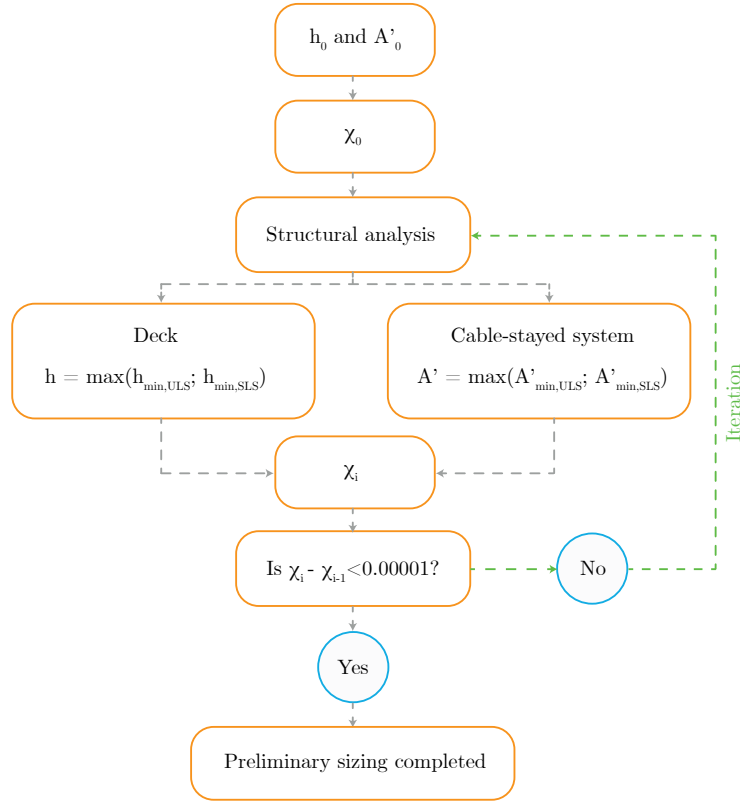 h₀ and A'₀
χ₀
Structural analysis
Deck
h = max(hmin,ULS; hmin,SLS)
Cable-stayed system
A' = max(A'min,ULS; A'min,SLS)
Iteration
χᵢ
Is χᵢ - χᵢ₋₁<0.00001?
No
Yes
Preliminary sizing completed